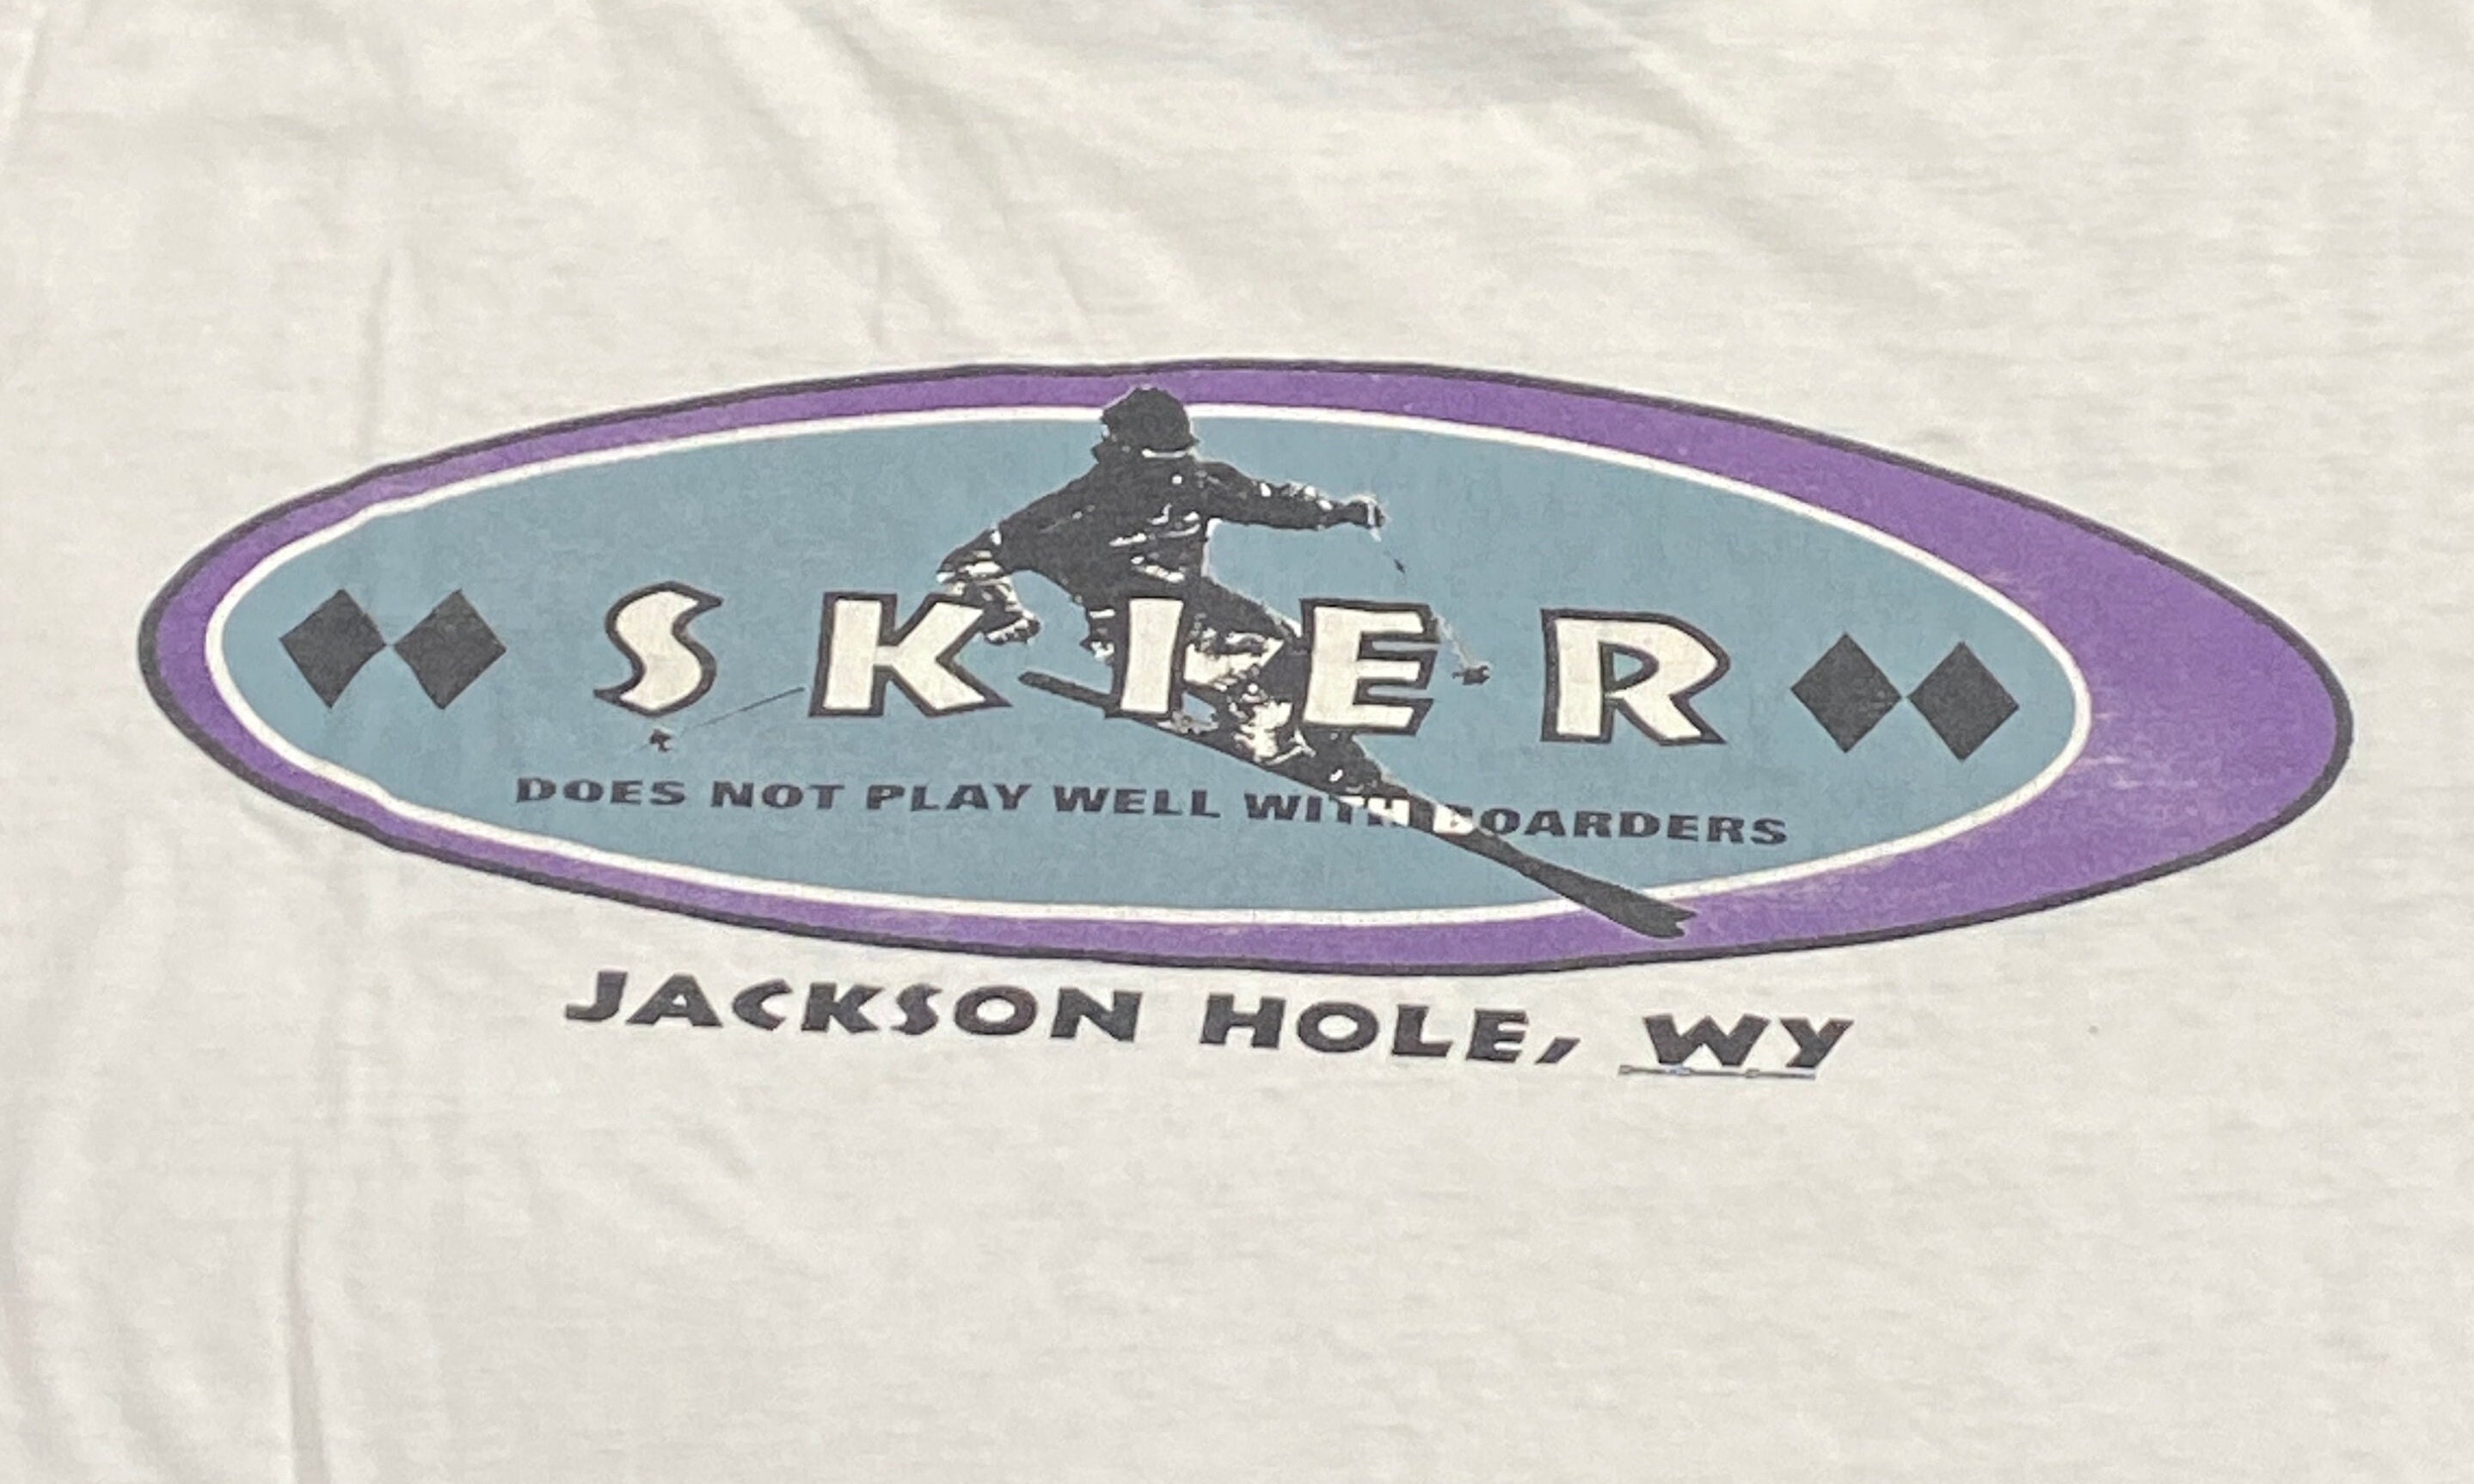 SKIER
DOES NOT PLAY WELL WITH BOARDERS
JACKSON HOLE, WY